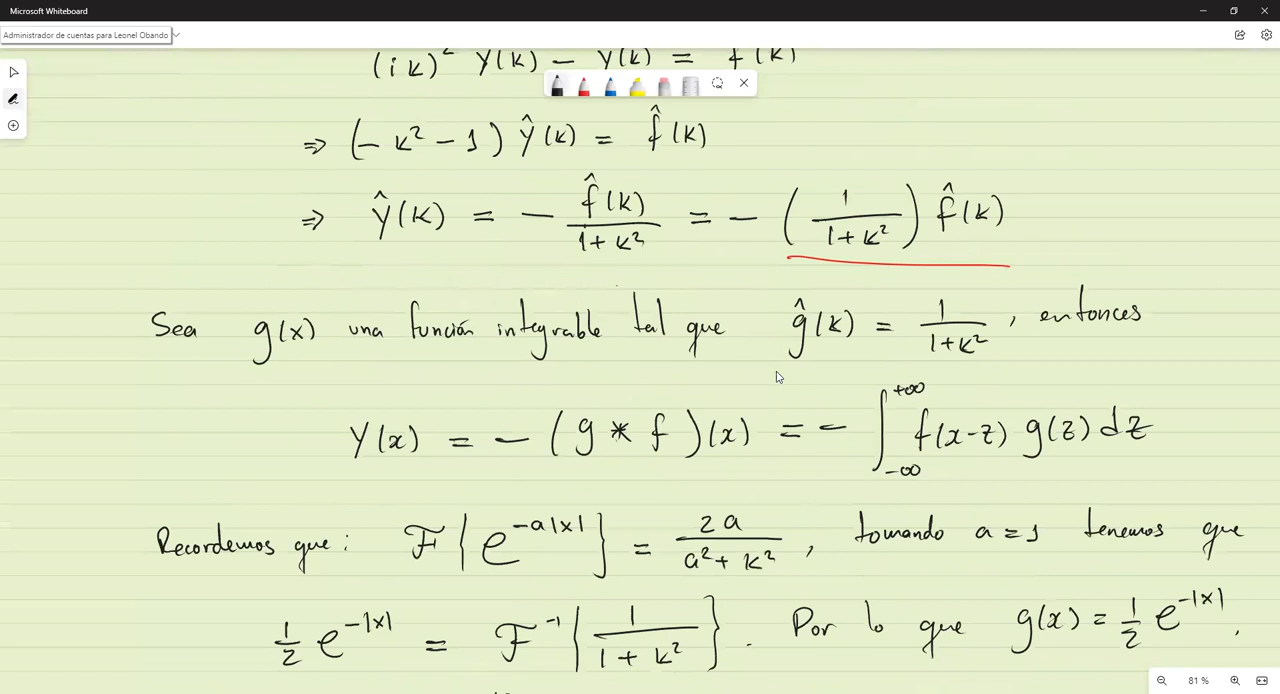 Microsoft Whiteboard
Administrador de cuentas para Leonel Obando
(ik)² Y(k) - Y(k) = f(k)
⇒ (-k² - 1) Ŷ(k) = f̂(k)
⇒ Ŷ(k) = - f̂(k)/(1+k²) = - (1/(1+k²)) f̂(k)
Sea g(x) una función integrable tal que ĝ(k) = 1/(1+k²), entonces
Y(x) = - (g * f)(x) = - ∫_{-∞}^{+∞} f(x-z) g(z) dz
Recordemos que: ℱ{e^{-a|x|}} = 2a/(a²+k²), tomando a=1 tenemos que
1/2 e^{-|x|} = ℱ^{-1}{1/(1+k²)}. Por lo que g(x) = 1/2 e^{-|x|}.
81 %